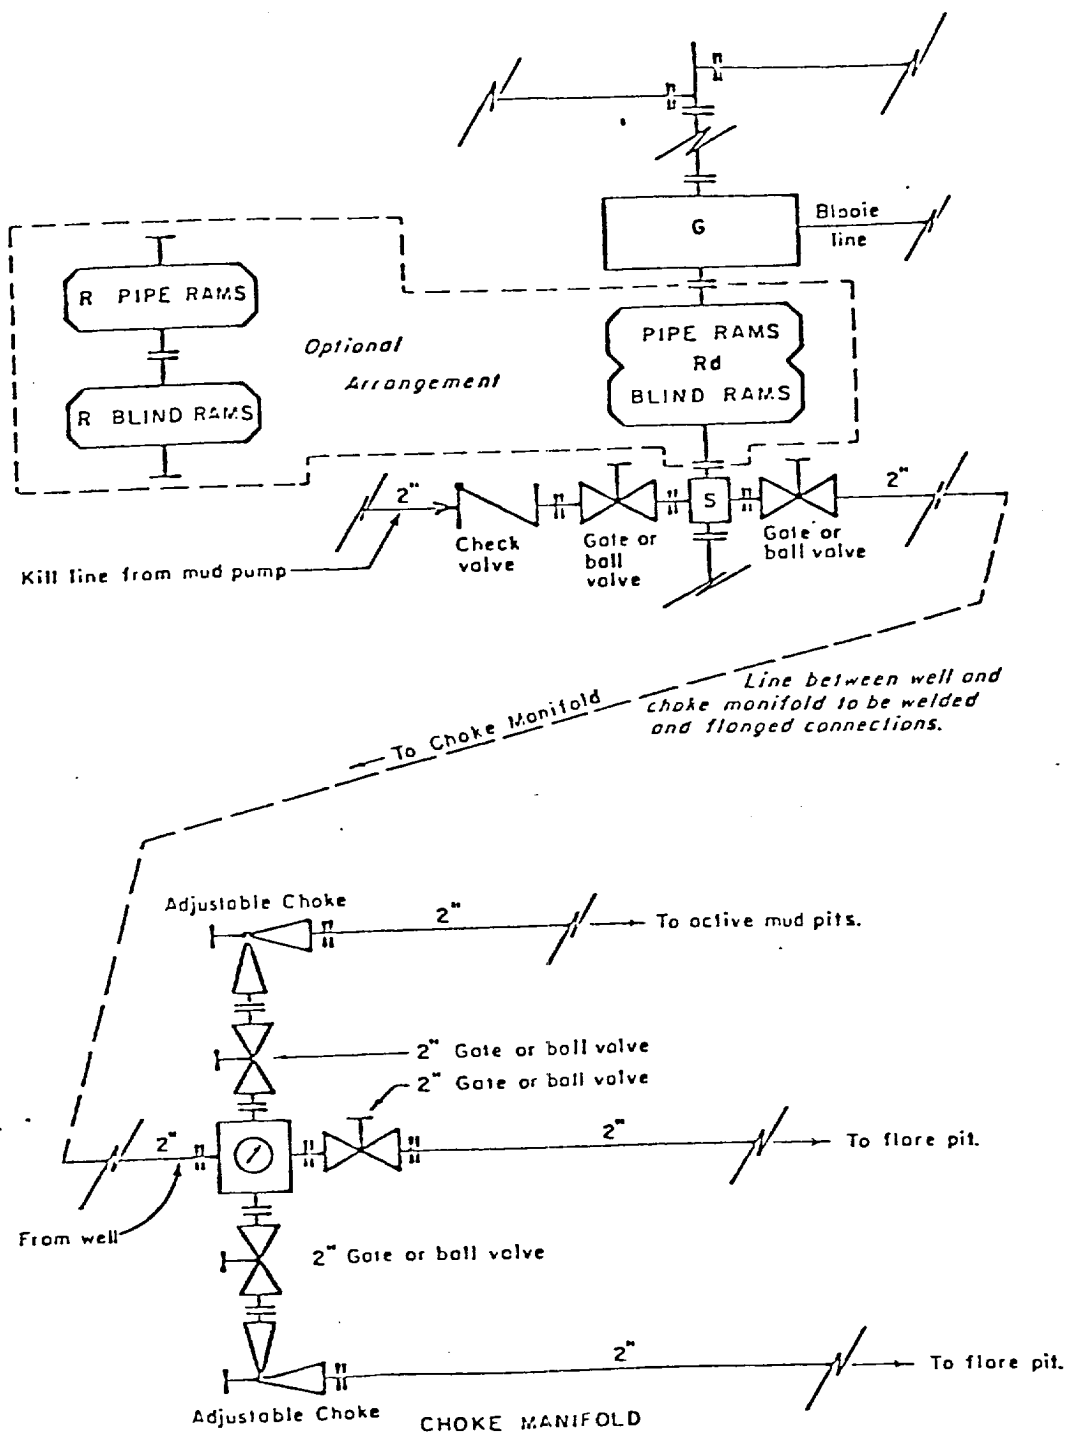 G
Blooie
line
R PIPE RAMS
R BLIND RAMS
Optional
Arrangement
PIPE RAMS
Rd
BLIND RAMS
2"
Check
valve
Gate or
ball
valve
S
Gate or
ball valve
2"
Kill line from mud pump
Line between well and
choke manifold to be welded
and flanged connections.
To Choke Manifold
Adjustable Choke
2"
To active mud pits.
2" Gate or ball valve
2" Gate or ball valve
2"
2"
To flare pit.
From well
2" Gate or ball valve
2"
To flare pit.
Adjustable Choke
CHOKE MANIFOLD